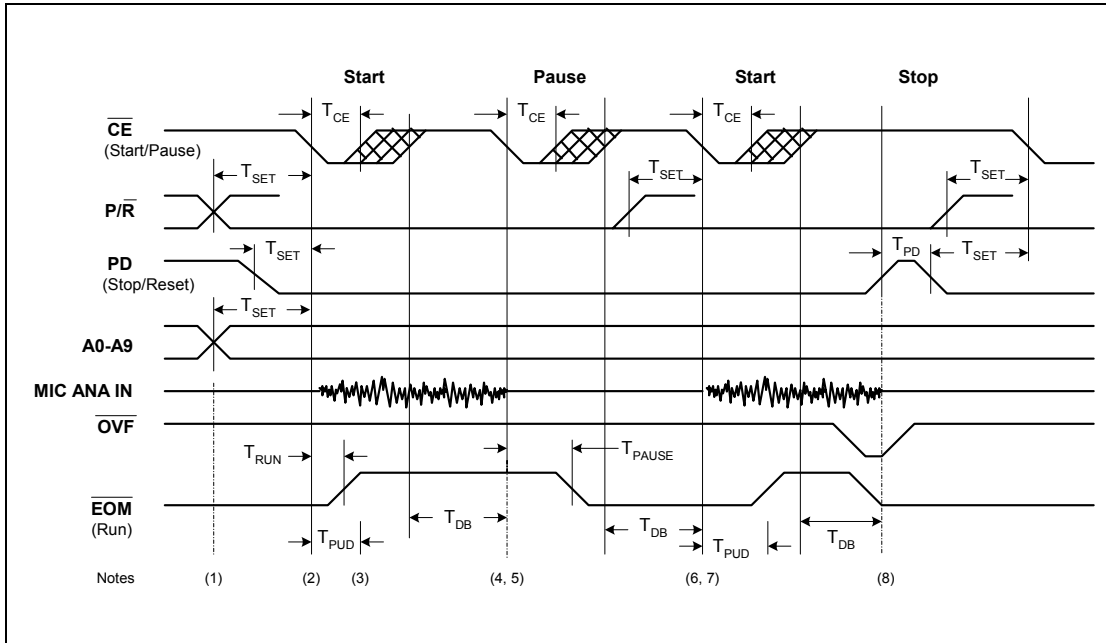 Start Pause Start Stop
T_CE T_CE T_CE
CE
(Start/Pause)
T_SET T_SET T_SET
P/R
T_SET T_PD T_SET
PD
(Stop/Reset)
T_SET
A0-A9
MIC ANA IN
OVF
T_RUN T_PAUSE
EOM
(Run)
T_DB T_DB T_DB
T_PUD T_PUD
Notes (1) (2) (3) (4, 5) (6, 7) (8)